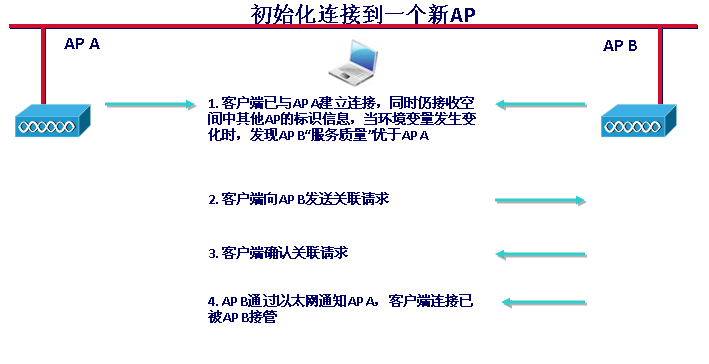 初始化连接到一个新AP
AP A
AP B
1. 客户端已与AP A建立连接，同时仍接收空
间中其他AP的标识信息，当环境变量发生变
化时，发现AP B“服务质量”优于AP A
2. 客户端向AP B发送关联请求
3. 客户端确认关联请求
4. AP B通过以太网通知AP A，客户端连接已
被AP B接管